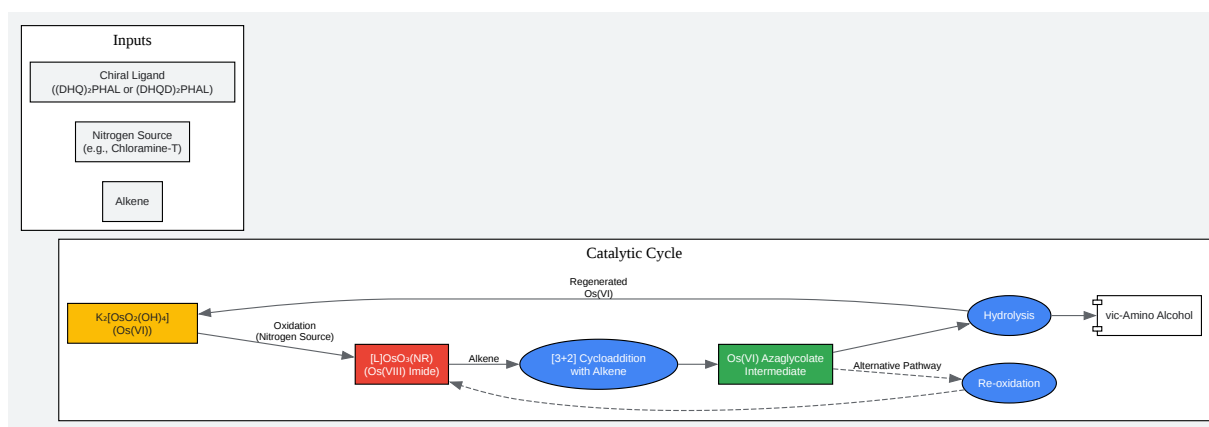 Inputs
Chiral Ligand
((DHQ)₂PHAL or (DHQD)₂PHAL)
Nitrogen Source
(e.g., Chloramine-T)
Alkene
Catalytic Cycle
Regenerated
Os(VI)
K₂[OsO₂(OH)₄]
(Os(VI))
Oxidation
(Nitrogen Source)
[L]OsO₃(NR)
(Os(VIII) Imide)
Alkene
[3+2] Cycloaddition
with Alkene
Os(VI) Azaglycolate
Intermediate
Alternative Pathway
Hydrolysis
vic-Amino Alcohol
Re-oxidation